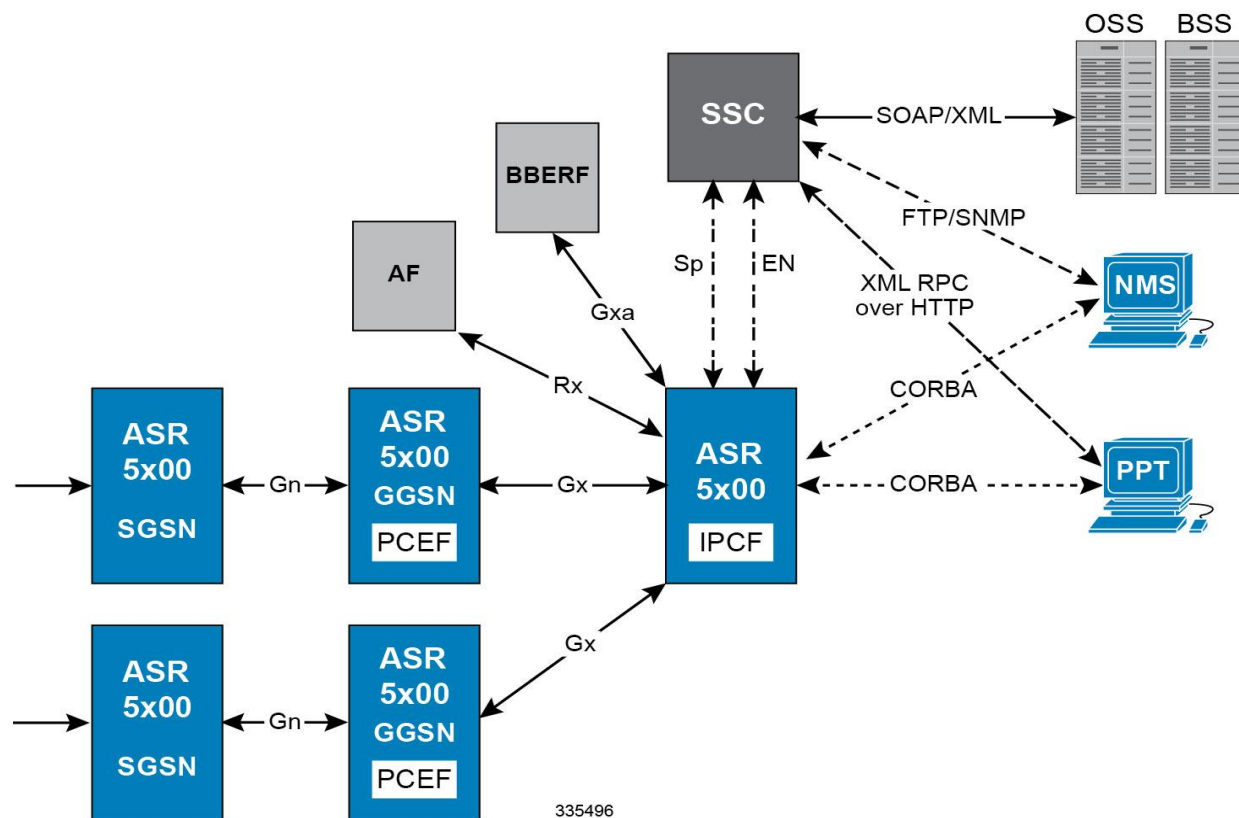 OSS
BSS
SSC
SOAP/XML
BBERF
FTP/SNMP
AF
Sp
EN
XML RPC
over HTTP
NMS
Gxa
Rx
CORBA
ASR
5x00
SGSN
Gn
ASR
5x00
GGSN
PCEF
Gx
ASR
5x00
IPCF
CORBA
PPT
ASR
5x00
SGSN
Gn
ASR
5x00
GGSN
PCEF
Gx
335496